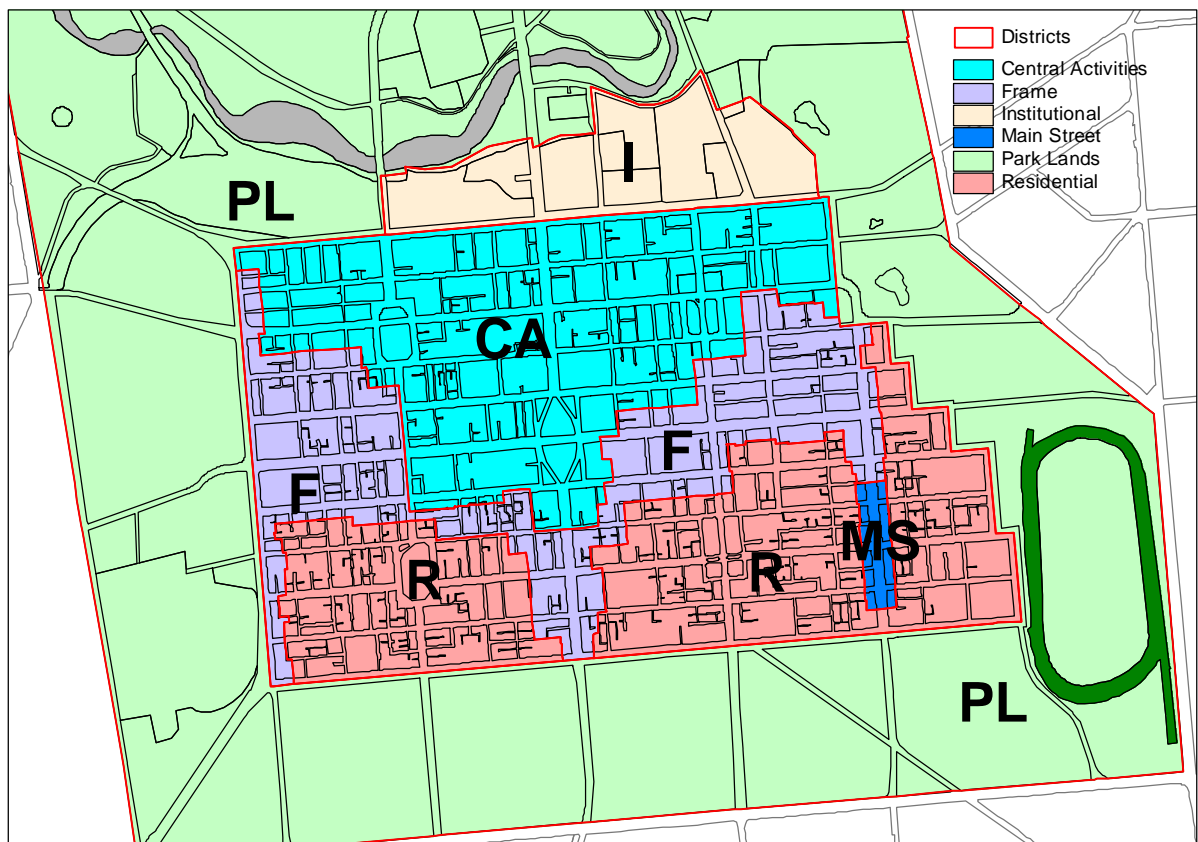 Districts
Central Activities
Frame
Institutional
Main Street
Park Lands
Residential
I
PL
CA
F
F
MS
R
R
PL